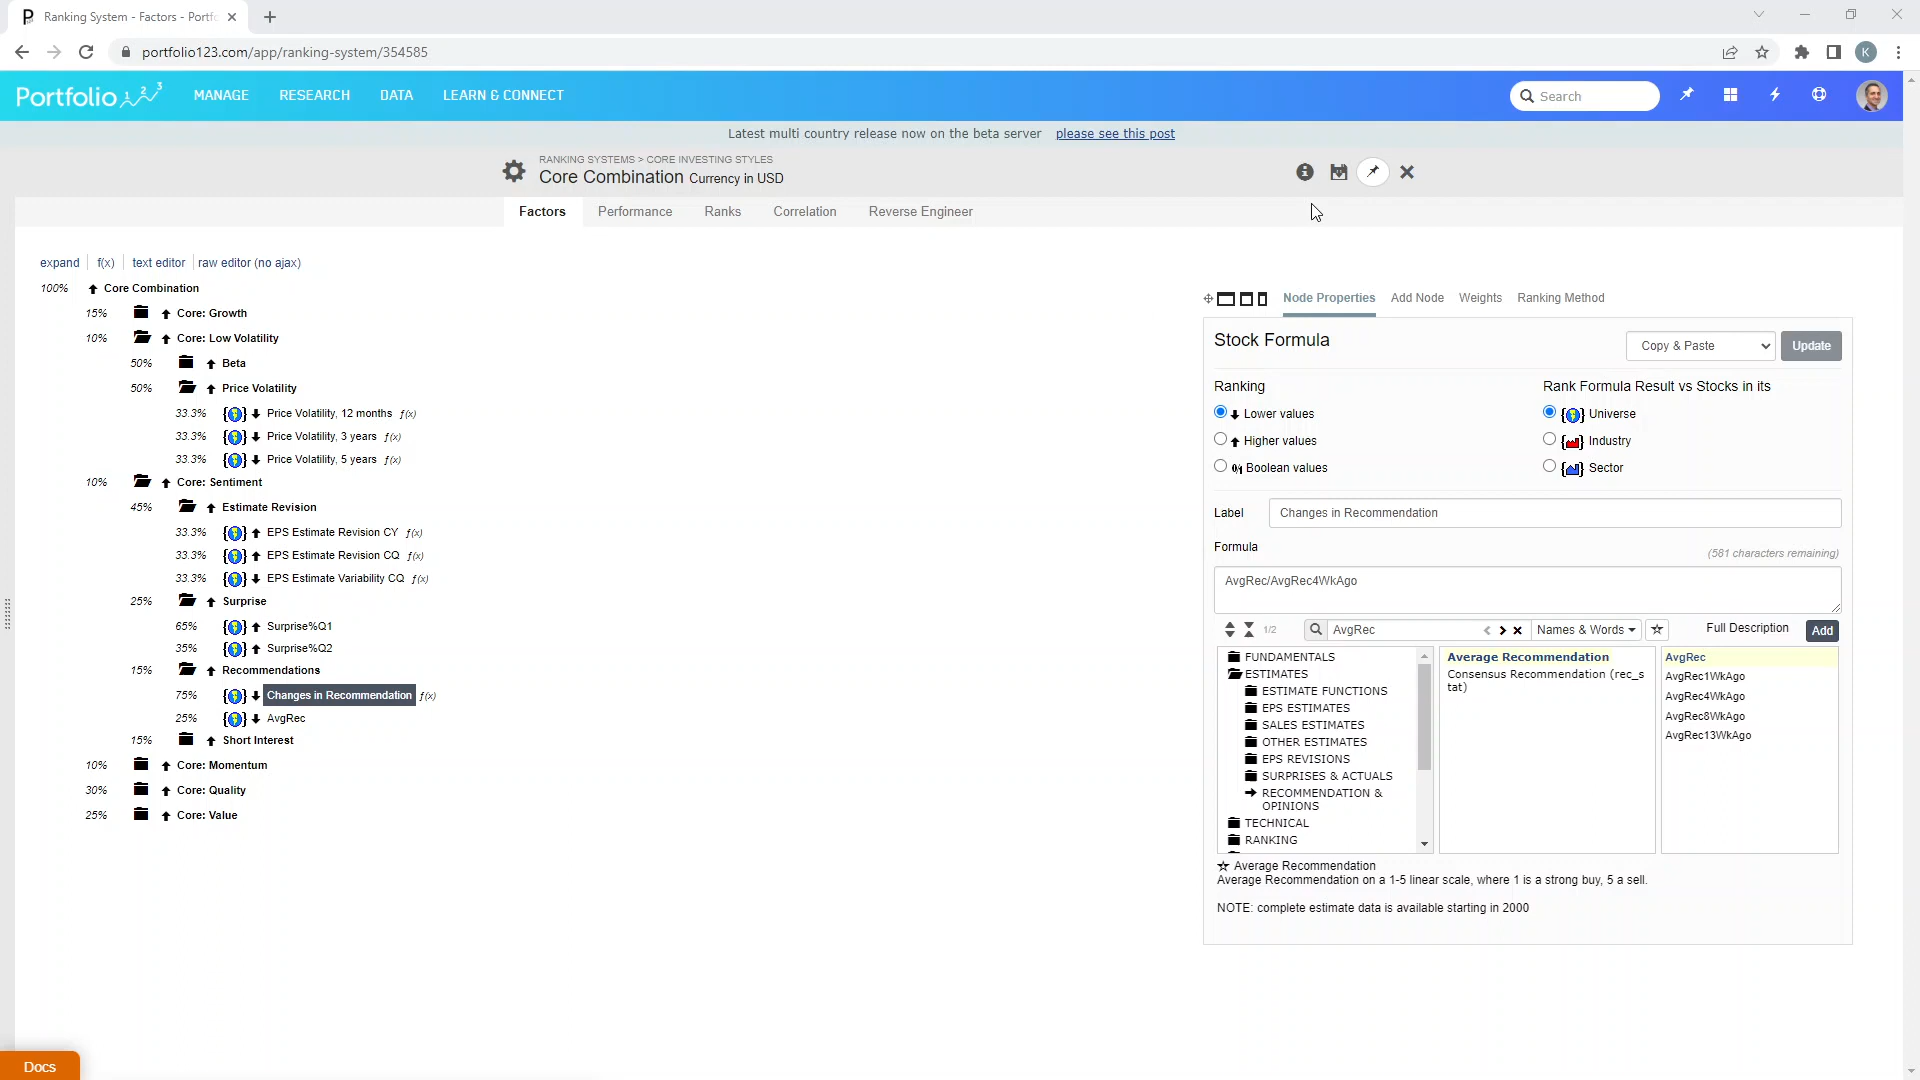 Ranking System - Factors - Portfo
portfolio123.com/app/ranking-system/354585
K
Portfolio123
MANAGE
RESEARCH
DATA
LEARN & CONNECT
Search
Latest multi country release now on the beta server please see this post
RANKING SYSTEMS > CORE INVESTING STYLES
Core Combination Currency in USD
Factors
Performance
Ranks
Correlation
Reverse Engineer
expand
f(x)
text editor
raw editor (no ajax)
100% Core Combination
15% Core: Growth
10% Core: Low Volatility
50% Beta
50% Price Volatility
33.3% Price Volatility, 12 months f(x)
33.3% Price Volatility, 3 years f(x)
33.3% Price Volatility, 5 years f(x)
10% Core: Sentiment
45% Estimate Revision
33.3% EPS Estimate Revision CY f(x)
33.3% EPS Estimate Revision CQ f(x)
33.3% EPS Estimate Variability CQ f(x)
25% Surprise
65% Surprise%Q1
35% Surprise%Q2
15% Recommendations
75% Changes in Recommendation f(x)
25% AvgRec
15% Short Interest
10% Core: Momentum
30% Core: Quality
25% Core: Value
Node Properties
Add Node
Weights
Ranking Method
Stock Formula
Copy & Paste
Update
Ranking
Lower values
Higher values
Boolean values
Rank Formula Result vs Stocks in its
Universe
Industry
Sector
Label
Changes in Recommendation
Formula
(581 characters remaining)
AvgRec/AvgRec4WkAgo
1/2
AvgRec
Names & Words
Full Description
Add
FUNDAMENTALS
ESTIMATES
ESTIMATE FUNCTIONS
EPS ESTIMATES
SALES ESTIMATES
OTHER ESTIMATES
EPS REVISIONS
SURPRISES & ACTUALS
RECOMMENDATION &
OPINIONS
TECHNICAL
RANKING
Average Recommendation
Consensus Recommendation (rec_s
tat)
AvgRec
AvgRec1WkAgo
AvgRec4WkAgo
AvgRec8WkAgo
AvgRec13WkAgo
Average Recommendation
Average Recommendation on a 1-5 linear scale, where 1 is a strong buy, 5 a sell.
NOTE: complete estimate data is available starting in 2000
Docs